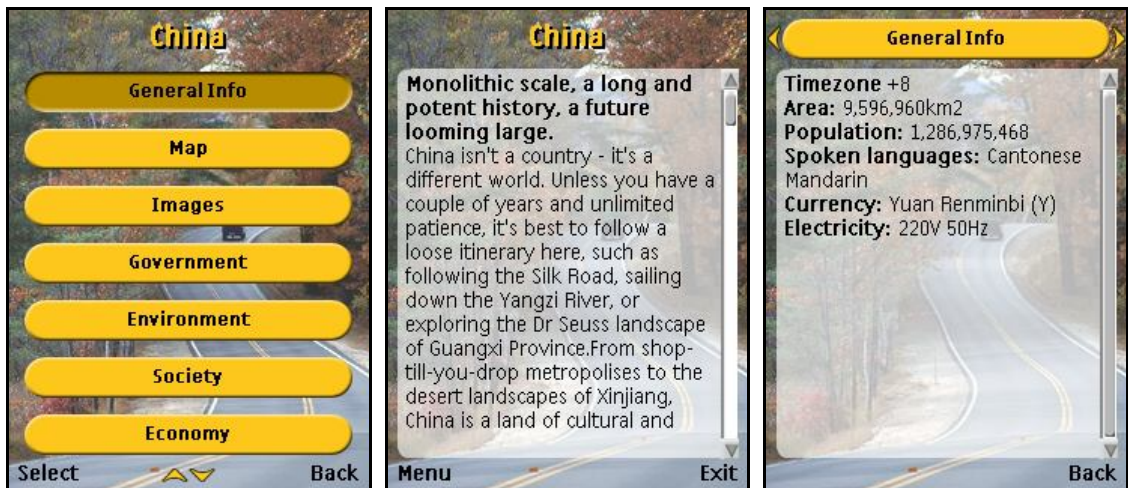 China
General Info
Map
Images
Government
Environment
Society
Economy
Select
Back
China
Monolithic scale, a long and
potent history, a future
looming large.
China isn't a country - it's a
different world. Unless you have a
couple of years and unlimited
patience, it's best to follow a
loose itinerary here, such as
following the Silk Road, sailing
down the Yangzi River, or
exploring the Dr Seuss landscape
of Guangxi Province.From shop-
till-you-drop metropolises to the
desert landscapes of Xinjiang,
China is a land of cultural and
Menu
Exit
General Info
Timezone +8
Area: 9,596,960km2
Population: 1,286,975,468
Spoken languages: Cantonese
Mandarin
Currency: Yuan Renminbi (Y)
Electricity: 220V 50Hz
Back